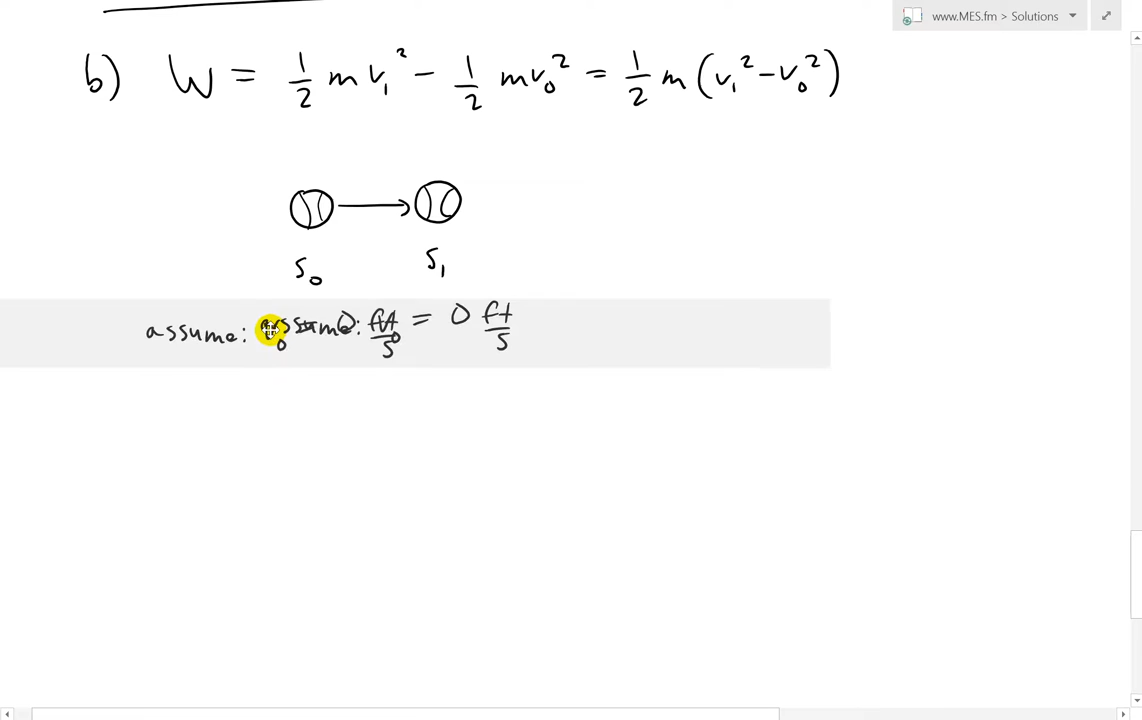 www.MES.fm > Solutions
b) W = 1/2 m v₁² − 1/2 m v₀² = 1/2 m (v₁² − v₀²)
s₀ s₁
assume: = 0 ft/s